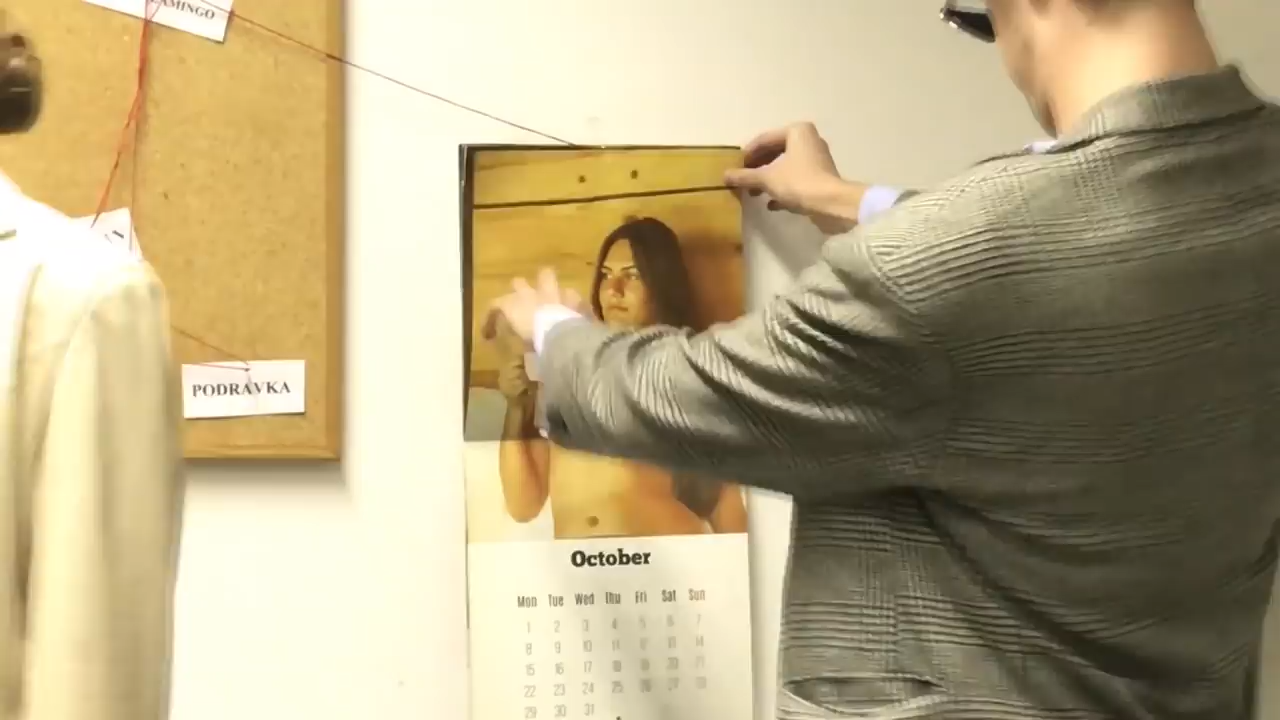 PODRAVKA
October
Mon Tue Wed Thu Fri Sat Sun
1 2 3 4 5 6 7
8 9 10 11 12 13 14
15 16 17 18 19 20 21
22 23 24 25 26 27 28
29 30 31